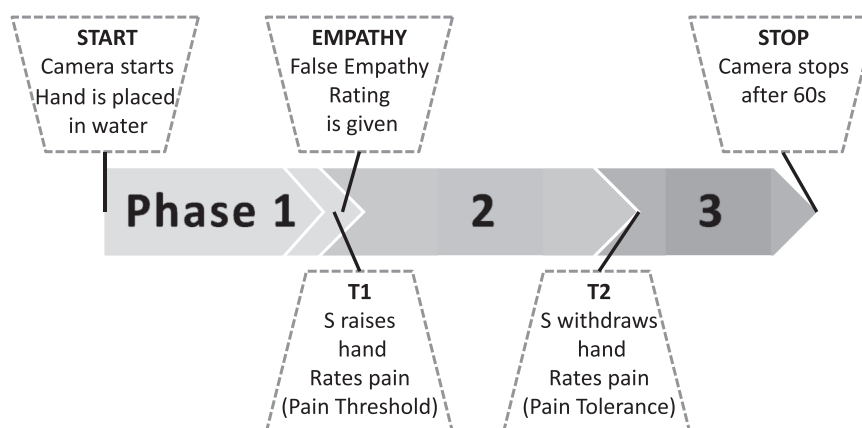 START
Camera starts
Hand is placed
in water
EMPATHY
False Empathy
Rating
is given
STOP
Camera stops
after 60s
Phase 1
2
3
T1
S raises
hand
Rates pain
(Pain Threshold)
T2
S withdraws
hand
Rates pain
(Pain Tolerance)